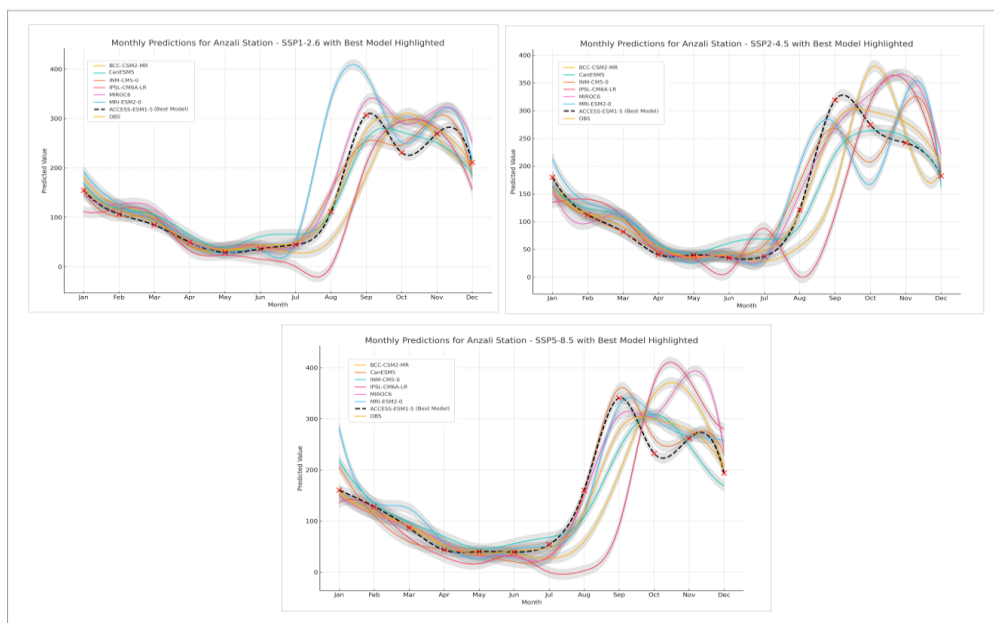 Monthly Predictions for Anzali Station - SSP1-2.6 with Best Model Highlighted
400
300
200
100
0
Predicted Value
BCC-CSM2-MR
CanESM5
INM-CM5-0
IPSL-CM6A-LR
MIROC6
MRI-ESM2-0
ACCESS-ESM1-5 (Best Model)
OBS
Jan Feb Mar Apr May Jun Jul Aug Sep Oct Nov Dec
Month
Monthly Predictions for Anzali Station - SSP2-4.5 with Best Model Highlighted
400
350
300
250
200
150
100
50
0
Predicted Value
BCC-CSM2-MR
CanESM5
INM-CM5-0
IPSL-CM6A-LR
MIROC6
MRI-ESM2-0
ACCESS-ESM1-5 (Best Model)
OBS
Jan Feb Mar Apr May Jun Jul Aug Sep Oct Nov Dec
Month
Monthly Predictions for Anzali Station - SSP5-8.5 with Best Model Highlighted
400
300
200
100
0
Predicted Value
BCC-CSM2-MR
CanESM5
INM-CM5-0
IPSL-CM6A-LR
MIROC6
MRI-ESM2-0
ACCESS-ESM1-5 (Best Model)
OBS
Jan Feb Mar Apr May Jun Jul Aug Sep Oct Nov Dec
Month